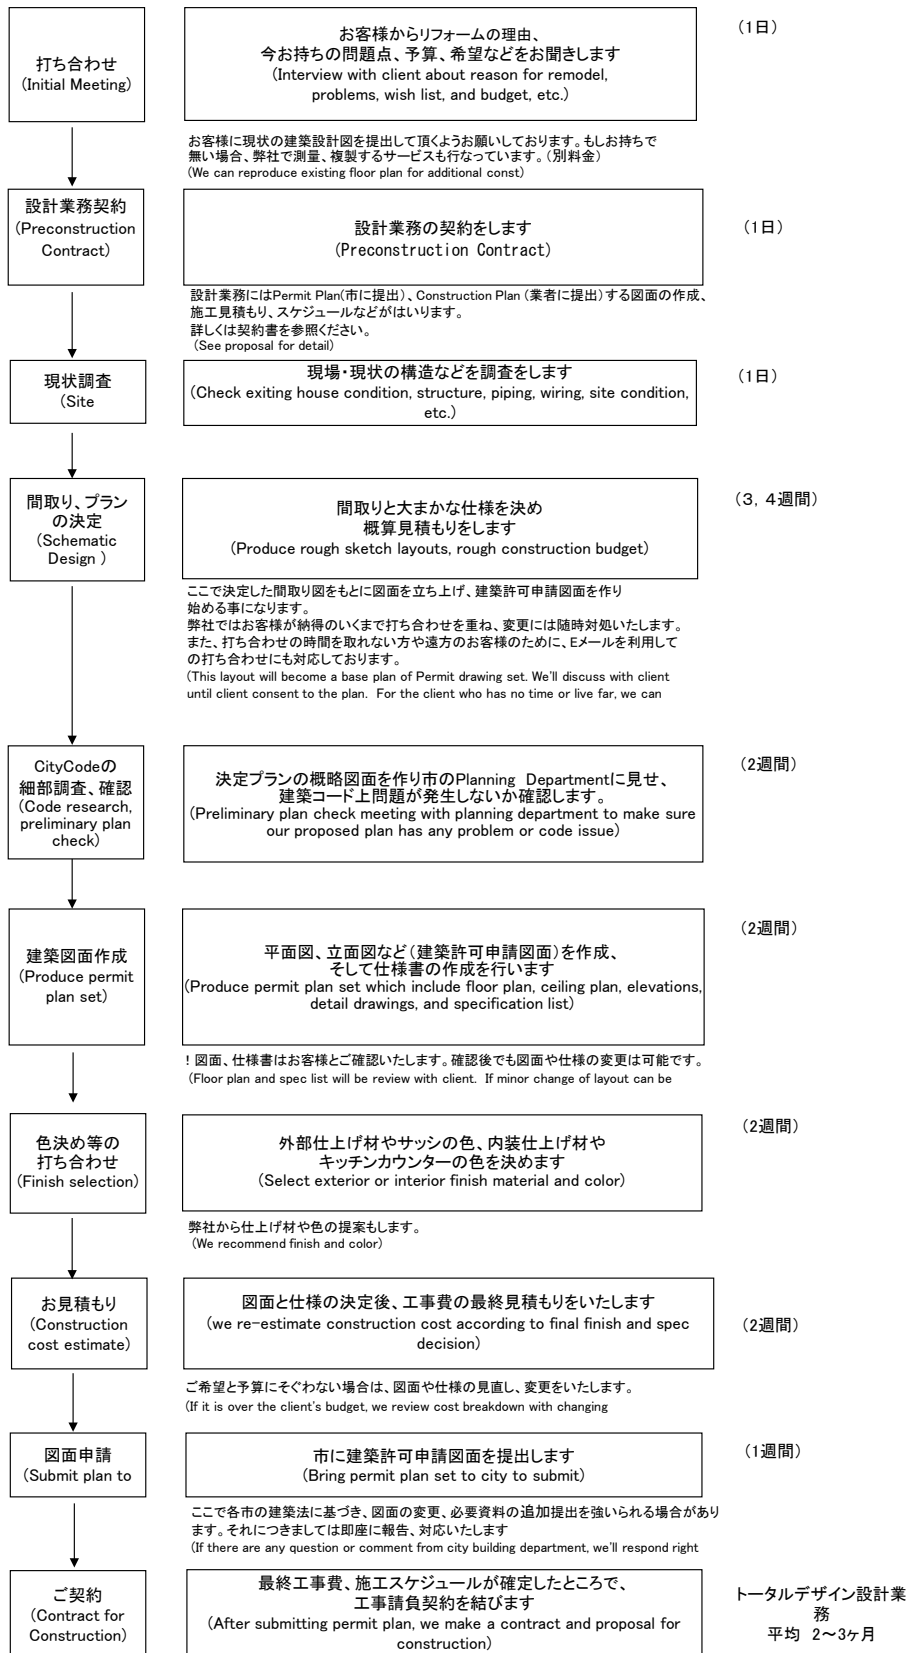 打ち合わせ
(Initial Meeting)
お客様からリフォームの理由、
今お持ちの問題点、予算、希望などをお聞きします
(Interview with client about reason for remodel,
problems, wish list, and budget, etc.)
(1日)
お客様に現状の建築設計図を提出して頂くようお願いしております。もしお持ちで
無い場合、弊社で測量、複製するサービスも行なっています。(別料金)
(We can reproduce existing floor plan for additional const)
設計業務契約
(Preconstruction
Contract)
設計業務の契約をします
(Preconstruction Contract)
(1日)
設計業務にはPermit Plan(市に提出)、Construction Plan (業者に提出)する図面の作成、
施工見積もり、スケジュールなどがはいります。
詳しくは契約書を参照ください。
(See proposal for detail)
現状調査
(Site
現場・現状の構造などを調査をします
(Check exiting house condition, structure, piping, wiring, site condition,
etc.)
(1日)
間取り、プラン
の決定
(Schematic
Design )
間取りと大まかな仕様を決め
概算見積もりをします
(Produce rough sketch layouts, rough construction budget)
(3, 4週間)
ここで決定した間取り図をもとに図面を立ち上げ、建築許可申請図面を作り
始める事になります。
弊社ではお客様が納得のいくまで打ち合わせを重ね、変更には随時対処いたします。
また、打ち合わせの時間を取れない方や遠方のお客様のために、Eメールを利用して
の打ち合わせにも対応しております。
(This layout will become a base plan of Permit drawing set. We'll discuss with client
until client consent to the plan. For the client who has no time or live far, we can
CityCodeの
細部調査、確認
(Code research,
preliminary plan
check)
決定プランの概略図面を作り市のPlanning Departmentに見せ、
建築コード上問題が発生しないか確認します。
(Preliminary plan check meeting with planning department to make sure
our proposed plan has any problem or code issue)
(2週間)
建築図面作成
(Produce permit
plan set)
平面図、立面図など(建築許可申請図面)を作成、
そして仕様書の作成を行います
(Produce permit plan set which include floor plan, ceiling plan, elevations,
detail drawings, and specification list)
(2週間)
! 図面、仕様書はお客様とご確認いたします。確認後でも図面や仕様の変更は可能です。
(Floor plan and spec list will be review with client. If minor change of layout can be
色決め等の
打ち合わせ
(Finish selection)
外部仕上げ材やサッシの色、内装仕上げ材や
キッチンカウンターの色を決めます
(Select exterior or interior finish material and color)
(2週間)
弊社から仕上げ材や色の提案もします。
(We recommend finish and color)
お見積もり
(Construction
cost estimate)
図面と仕様の決定後、工事費の最終見積もりをいたします
(we re-estimate construction cost according to final finish and spec
decision)
(2週間)
ご希望と予算にそぐわない場合は、図面や仕様の見直し、変更をいたします。
(If it is over the client's budget, we review cost breakdown with changing
図面申請
(Submit plan to
市に建築許可申請図面を提出します
(Bring permit plan set to city to submit)
(1週間)
ここで各市の建築法に基づき、図面の変更、必要資料の追加提出を強いられる場合があり
ます。それにつきましては即座に報告、対応いたします
(If there are any question or comment from city building department, we'll respond right
ご契約
(Contract for
Construction)
最終工事費、施工スケジュールが確定したところで、
工事請負契約を結びます
(After submitting permit plan, we make a contract and proposal for
construction)
トータルデザイン設計業
務
平均 2～3ヶ月